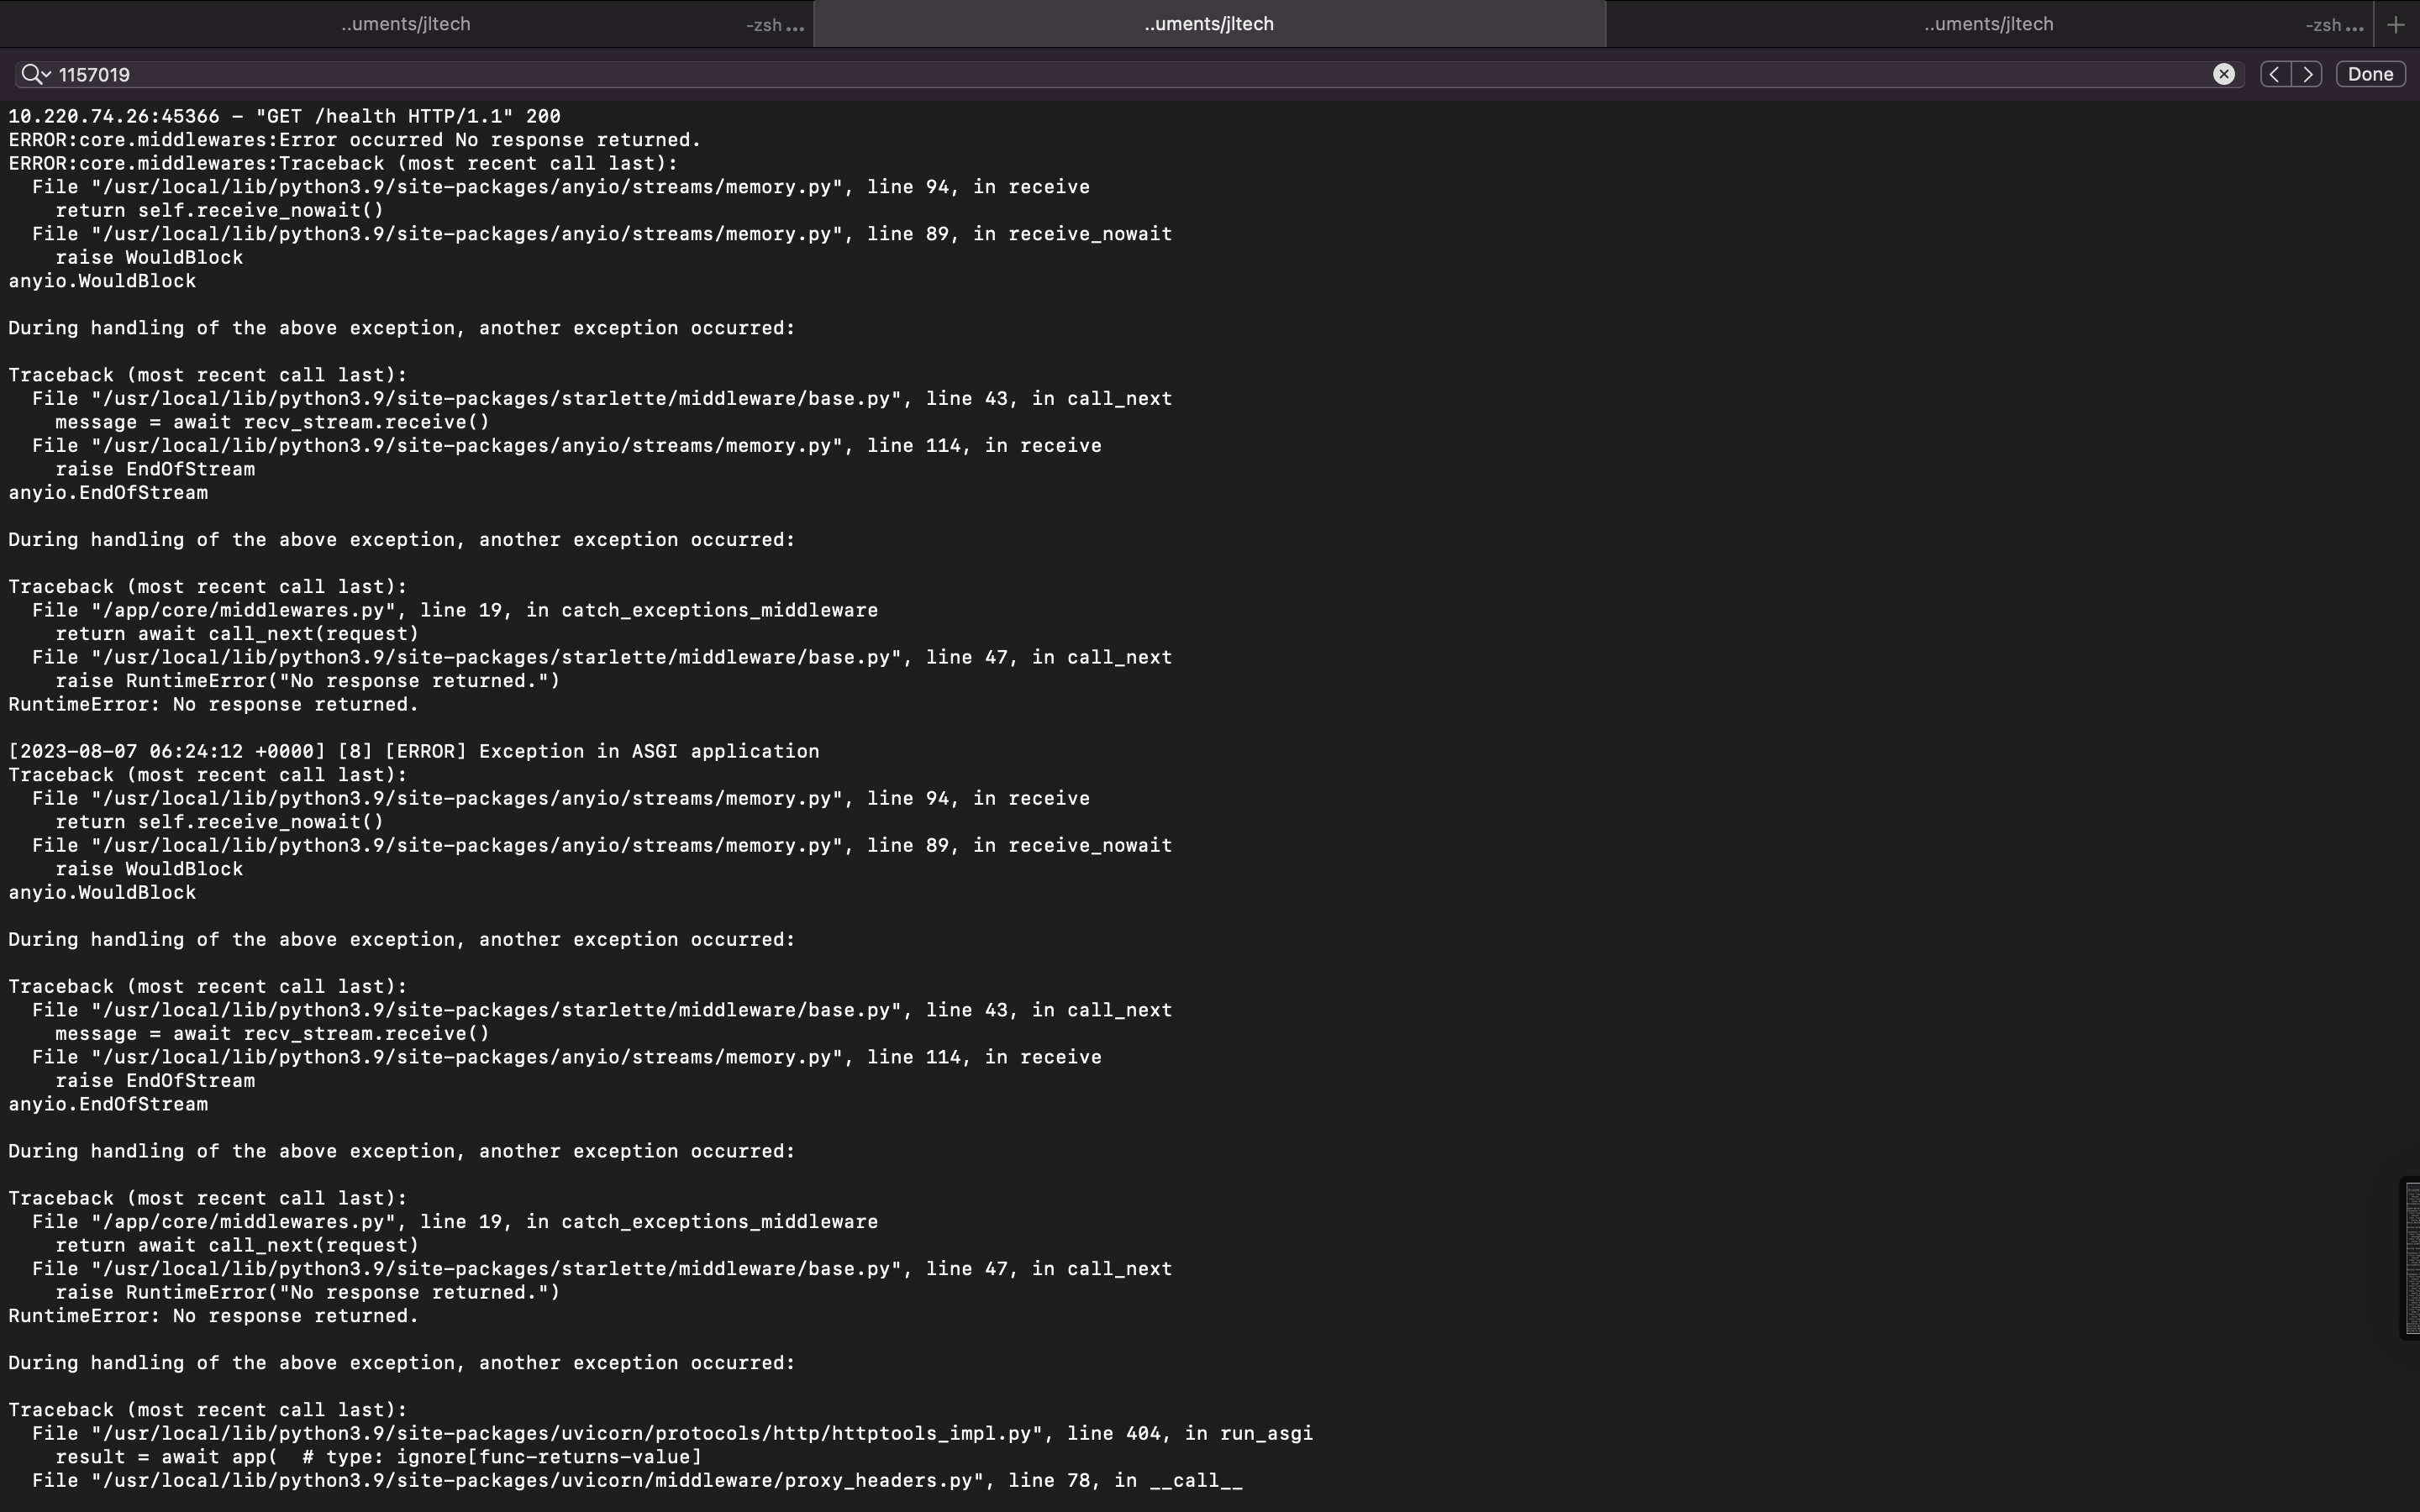 ..uments/jltech -zsh ... ..uments/jltech ..uments/jltech -zsh ... +
1157019 Done
10.220.74.26:45366 - "GET /health HTTP/1.1" 200
ERROR:core.middlewares:Error occurred No response returned.
ERROR:core.middlewares:Traceback (most recent call last):
  File "/usr/local/lib/python3.9/site-packages/anyio/streams/memory.py", line 94, in receive
    return self.receive_nowait()
  File "/usr/local/lib/python3.9/site-packages/anyio/streams/memory.py", line 89, in receive_nowait
    raise WouldBlock
anyio.WouldBlock

During handling of the above exception, another exception occurred:

Traceback (most recent call last):
  File "/usr/local/lib/python3.9/site-packages/starlette/middleware/base.py", line 43, in call_next
    message = await recv_stream.receive()
  File "/usr/local/lib/python3.9/site-packages/anyio/streams/memory.py", line 114, in receive
    raise EndOfStream
anyio.EndOfStream

During handling of the above exception, another exception occurred:

Traceback (most recent call last):
  File "/app/core/middlewares.py", line 19, in catch_exceptions_middleware
    return await call_next(request)
  File "/usr/local/lib/python3.9/site-packages/starlette/middleware/base.py", line 47, in call_next
    raise RuntimeError("No response returned.")
RuntimeError: No response returned.

[2023-08-07 06:24:12 +0000] [8] [ERROR] Exception in ASGI application
Traceback (most recent call last):
  File "/usr/local/lib/python3.9/site-packages/anyio/streams/memory.py", line 94, in receive
    return self.receive_nowait()
  File "/usr/local/lib/python3.9/site-packages/anyio/streams/memory.py", line 89, in receive_nowait
    raise WouldBlock
anyio.WouldBlock

During handling of the above exception, another exception occurred:

Traceback (most recent call last):
  File "/usr/local/lib/python3.9/site-packages/starlette/middleware/base.py", line 43, in call_next
    message = await recv_stream.receive()
  File "/usr/local/lib/python3.9/site-packages/anyio/streams/memory.py", line 114, in receive
    raise EndOfStream
anyio.EndOfStream

During handling of the above exception, another exception occurred:

Traceback (most recent call last):
  File "/app/core/middlewares.py", line 19, in catch_exceptions_middleware
    return await call_next(request)
  File "/usr/local/lib/python3.9/site-packages/starlette/middleware/base.py", line 47, in call_next
    raise RuntimeError("No response returned.")
RuntimeError: No response returned.

During handling of the above exception, another exception occurred:

Traceback (most recent call last):
  File "/usr/local/lib/python3.9/site-packages/uvicorn/protocols/http/httptools_impl.py", line 404, in run_asgi
    result = await app(  # type: ignore[func-returns-value]
  File "/usr/local/lib/python3.9/site-packages/uvicorn/middleware/proxy_headers.py", line 78, in __call__